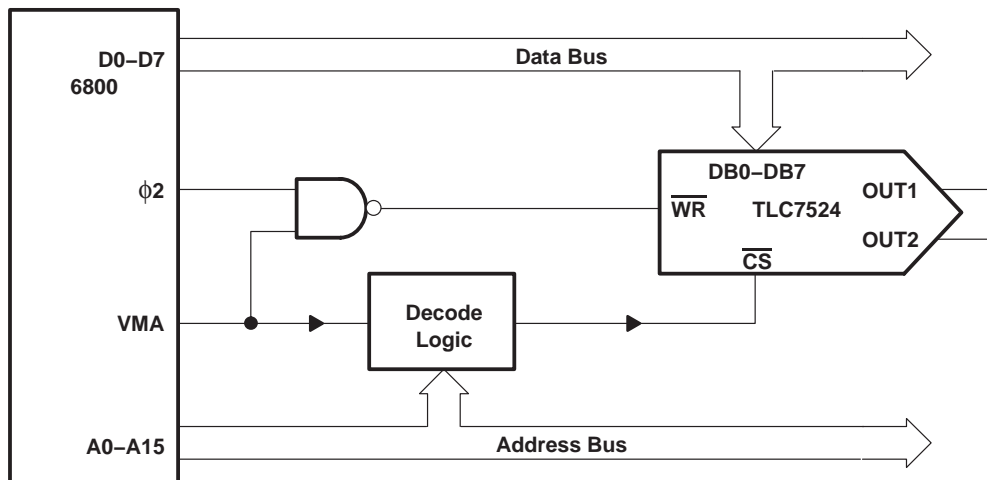 D0–D7
6800
Data Bus
ϕ2
DB0–DB7
WR
TLC7524
OUT1
OUT2
CS
VMA
Decode
Logic
A0–A15
Address Bus